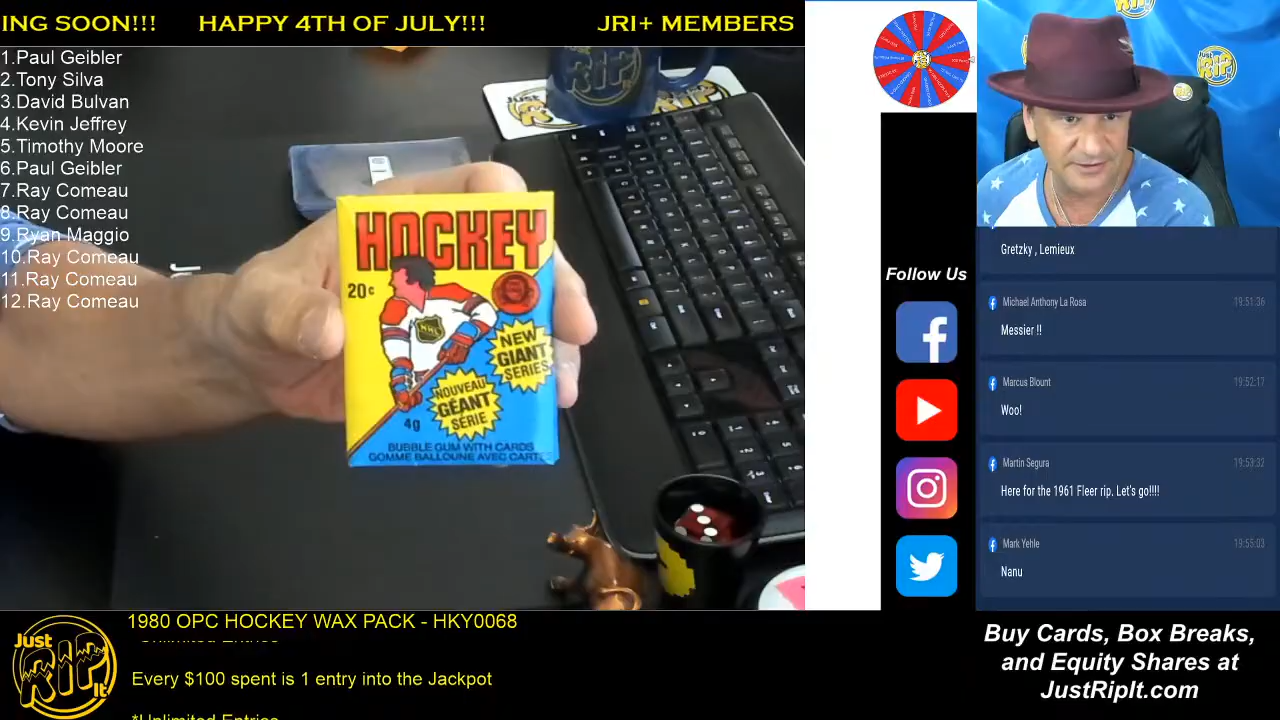 ING SOON!!! HAPPY 4TH OF JULY!!! JRI+ MEMBERS
1.Paul Geibler
2.Tony Silva
3.David Bulvan
4.Kevin Jeffrey
5.Timothy Moore
6.Paul Geibler
7.Ray Comeau
8.Ray Comeau
9.Ryan Maggio
10.Ray Comeau
11.Ray Comeau
12.Ray Comeau
HOCKEY
20¢
NHL
NEW
GIANT
SERIES
NOUVEAU
GÉANT
SÉRIE
4g
BUBBLE GUM WITH CARDS
GOMME BALLOUNE AVEC CARTES
Follow Us
Gretzky , Lemieux
Michael Anthony La Rosa 19:51:36
Messier !!
Marcus Blount 19:52:17
Woo!
Martin Segura 19:53:32
Here for the 1961 Fleer rip. Let's go!!!!
Mark Yehle 19:55:03
Nanu
Just
RIP
It
1980 OPC HOCKEY WAX PACK - HKY0068
Every $100 spent is 1 entry into the Jackpot
*Unlimited Entries
Buy Cards, Box Breaks,
and Equity Shares at
JustRipIt.com